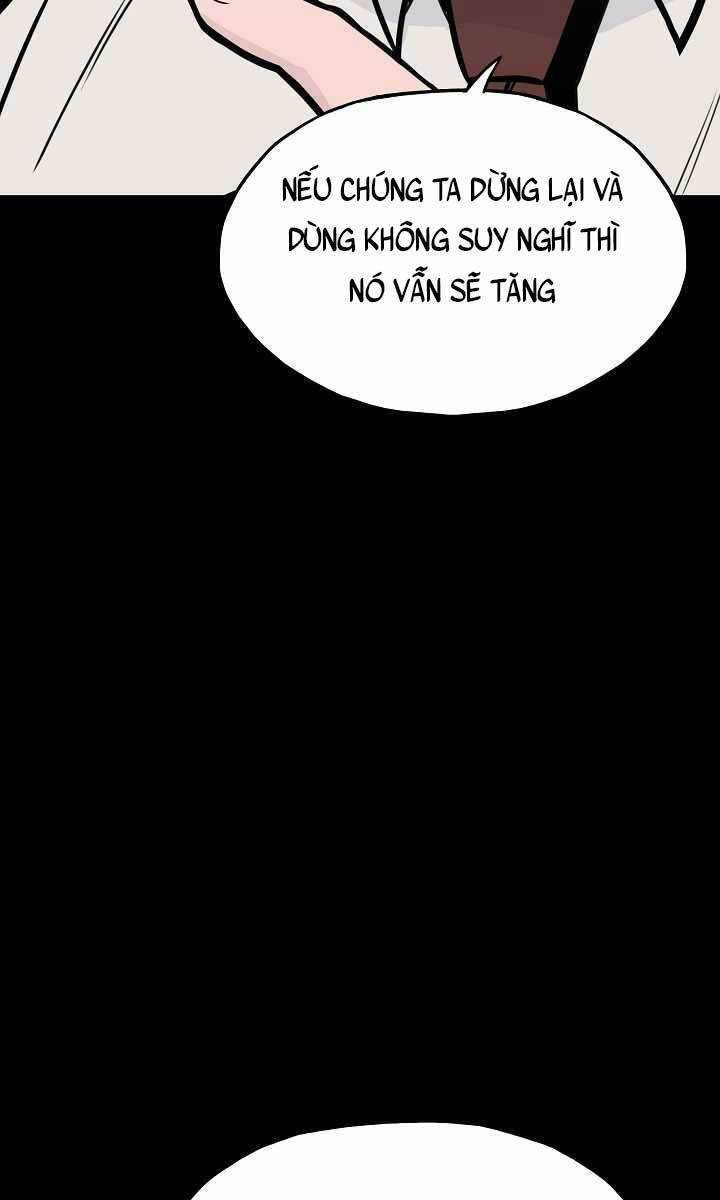 NẾU CHÚNG TA DỪNG LẠI VÀ
DÙNG KHÔNG SUY NGHĨ THÌ
NÓ VẪN SẼ TĂNG